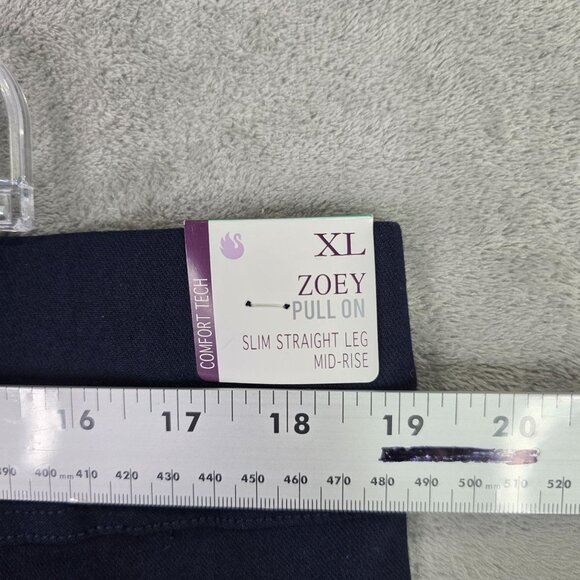 XL
ZOEY
PULL ON
SLIM STRAIGHT LEG
MID-RISE
COMFORT TECH
16 17 18 19 20
390 400 mm 410 420 430 440 450 460 470 480 490 500 mm 510 520